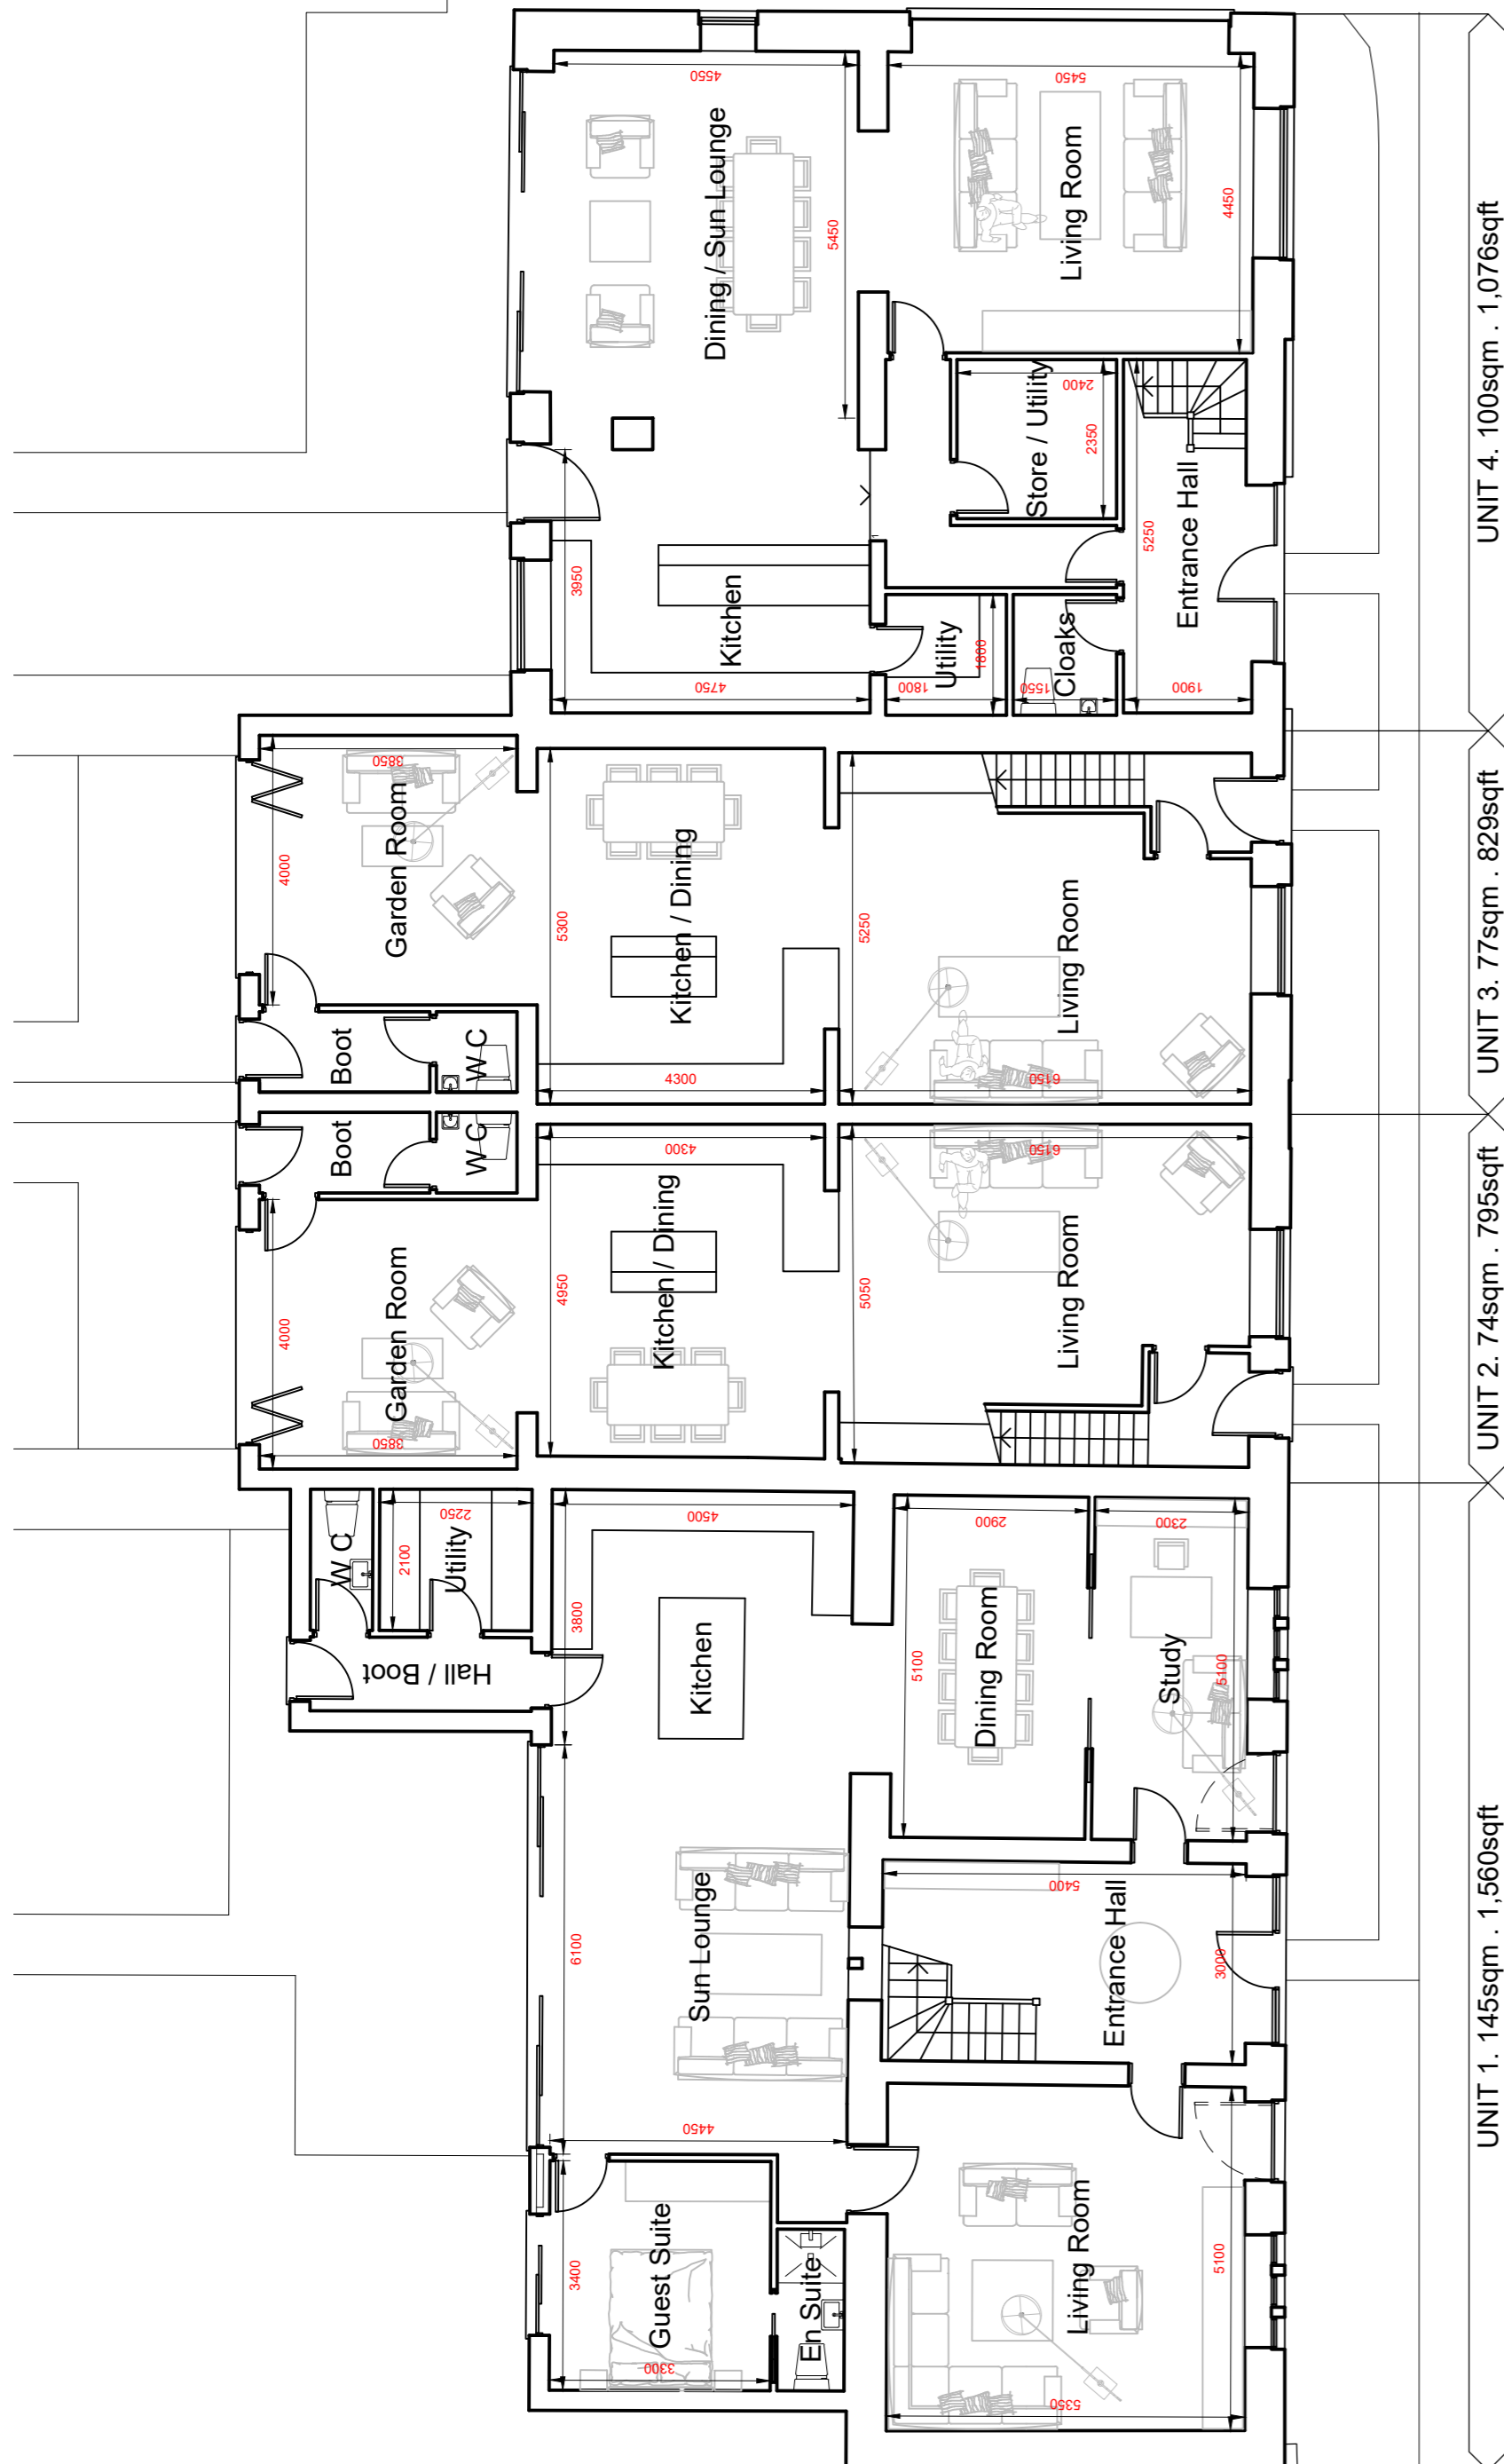 4550
5450
Dining / Sun Lounge
5450
Living Room
4450
2400
Store / Utility
2350
Entrance Hall
5250
3950
Kitchen
4750
Utility
1800
1800
Cloaks
1550
1900
UNIT 4. 100sqm . 1,076sqft
3850
Garden Room
4000
Kitchen / Dining
5300
5250
Living Room
Boot
W C
4300
6150
UNIT 3. 77sqm . 829sqft
Boot
W C
4300
6150
Garden Room
4000
3850
Kitchen / Dining
4950
5050
Living Room
UNIT 2. 74sqm . 795sqft
W C
Utility
2250
2100
Hall / Boot
4500
3800
Kitchen
2900
Dining Room
5100
2300
Study
5100
Sun Lounge
6100
4450
5400
Entrance Hall
3000
Guest Suite
3400
3300
En Suite
Living Room
5100
5350
UNIT 1. 145sqm . 1,560sqft